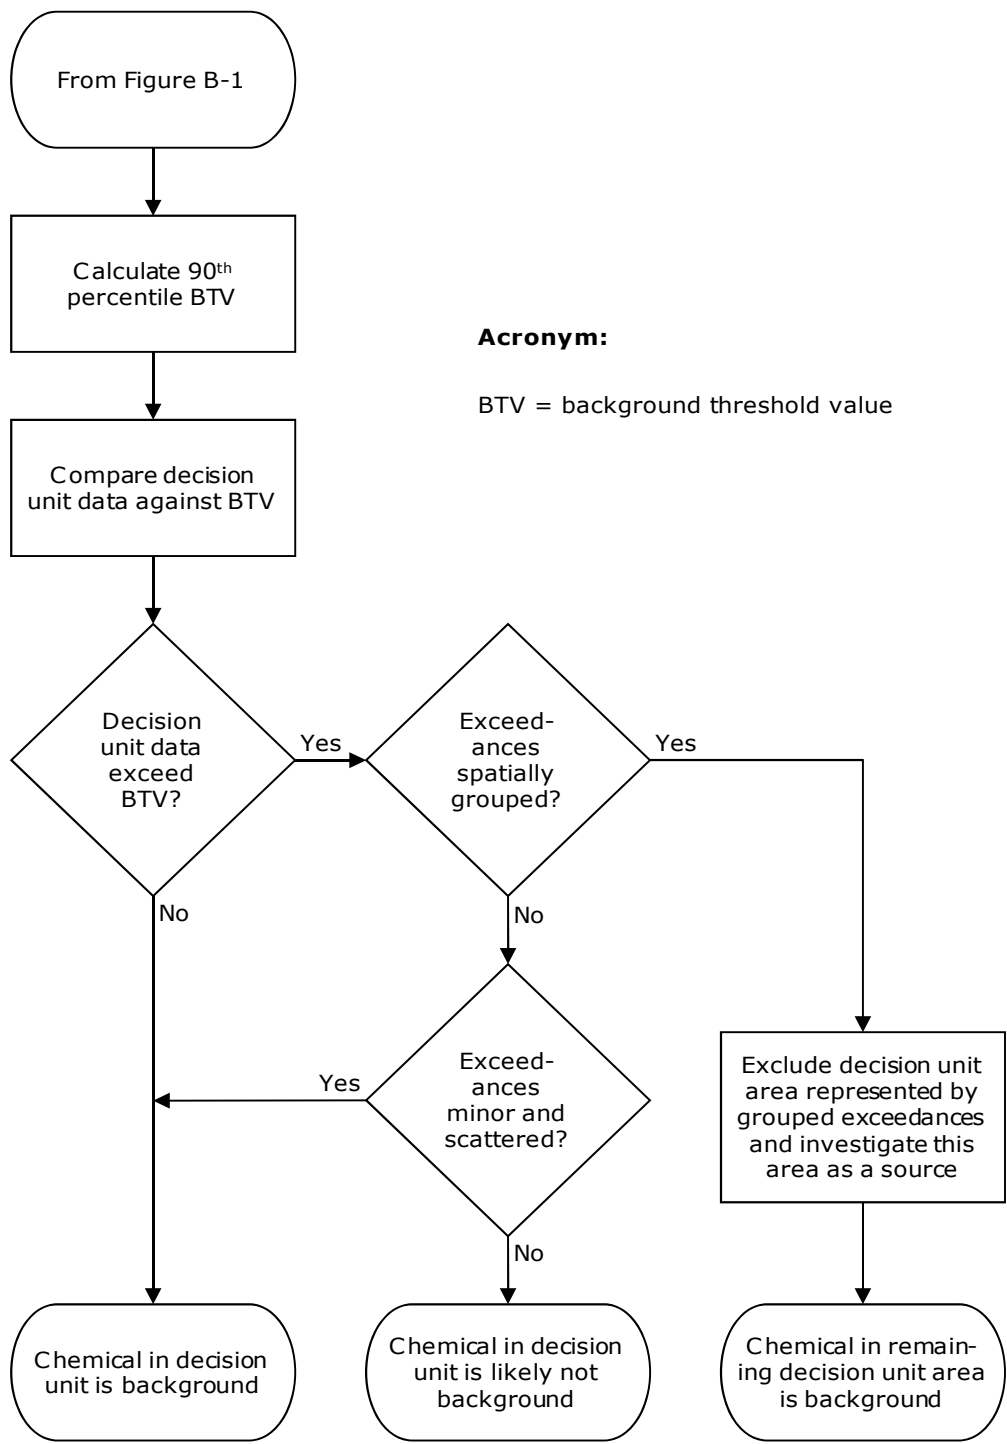 From Figure B-1
Calculate 90th
percentile BTV
Acronym:
BTV = background threshold value
Compare decision
unit data against BTV
Decision
unit data
exceed
BTV?
Yes
Exceed-
ances
spatially
grouped?
Yes
No
No
Exceed-
ances
minor and
scattered?
Yes
No
Exclude decision unit
area represented by
grouped exceedances
and investigate this
area as a source
Chemical in decision
unit is background
Chemical in decision
unit is likely not
background
Chemical in remain-
ing decision unit area
is background